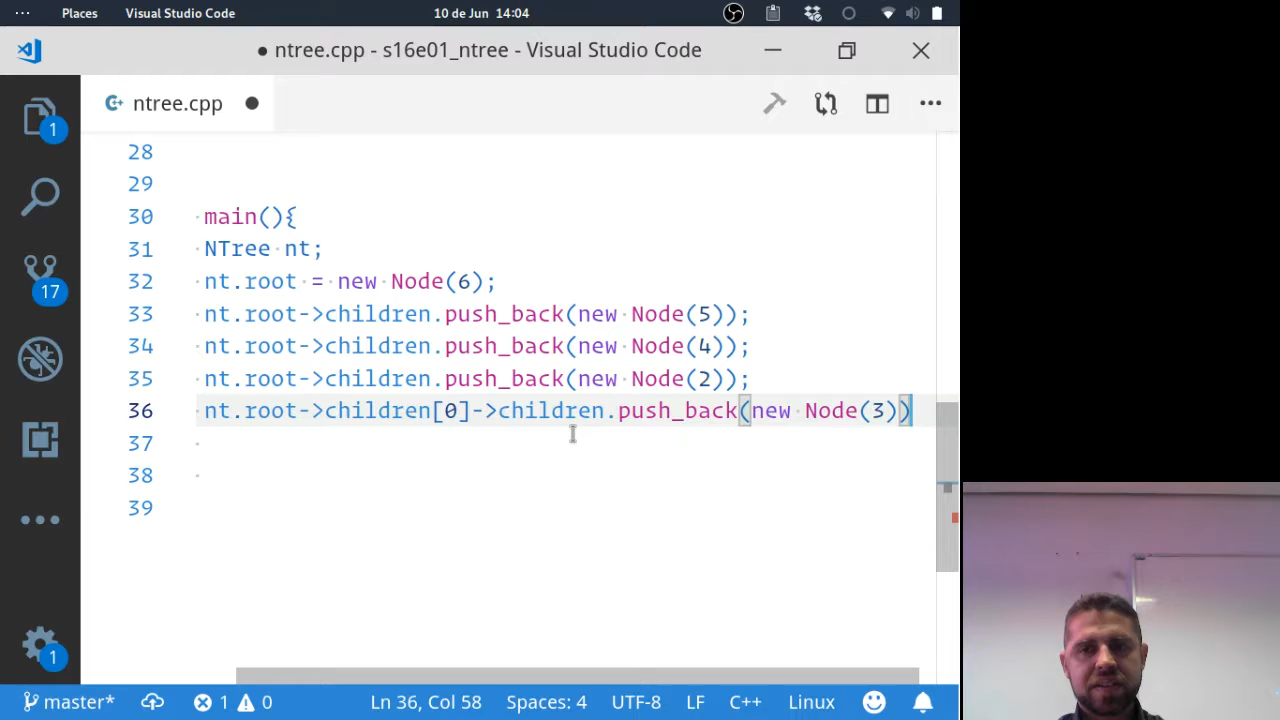 Places Visual Studio Code 10 de Jun 14:04
● ntree.cpp - s16e01_ntree - Visual Studio Code
ntree.cpp
1
17
1
28
29
30 main(){
31 NTree nt;
32 nt.root = new Node(6);
33 nt.root->children.push_back(new Node(5));
34 nt.root->children.push_back(new Node(4));
35 nt.root->children.push_back(new Node(2));
36 nt.root->children[0]->children.push_back(new Node(3))
37
38
39
master* 1 0 Ln 36, Col 58 Spaces: 4 UTF-8 LF C++ Linux